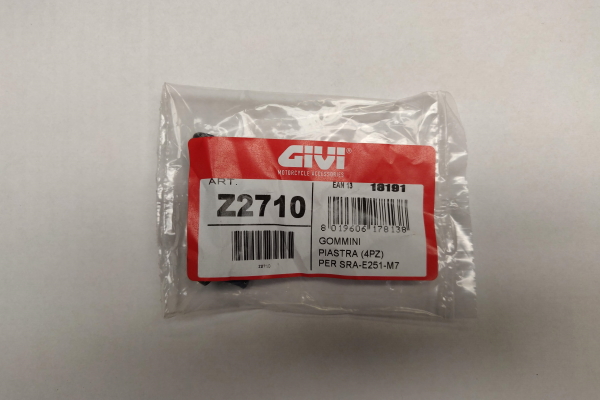 GIVI®
MOTORCYCLE ACCESSORIES
ART.
Z2710
EAN 13 18191
8 019606 178138
GOMMINI
PIASTRA (4PZ)
PER SRA-E251-M7